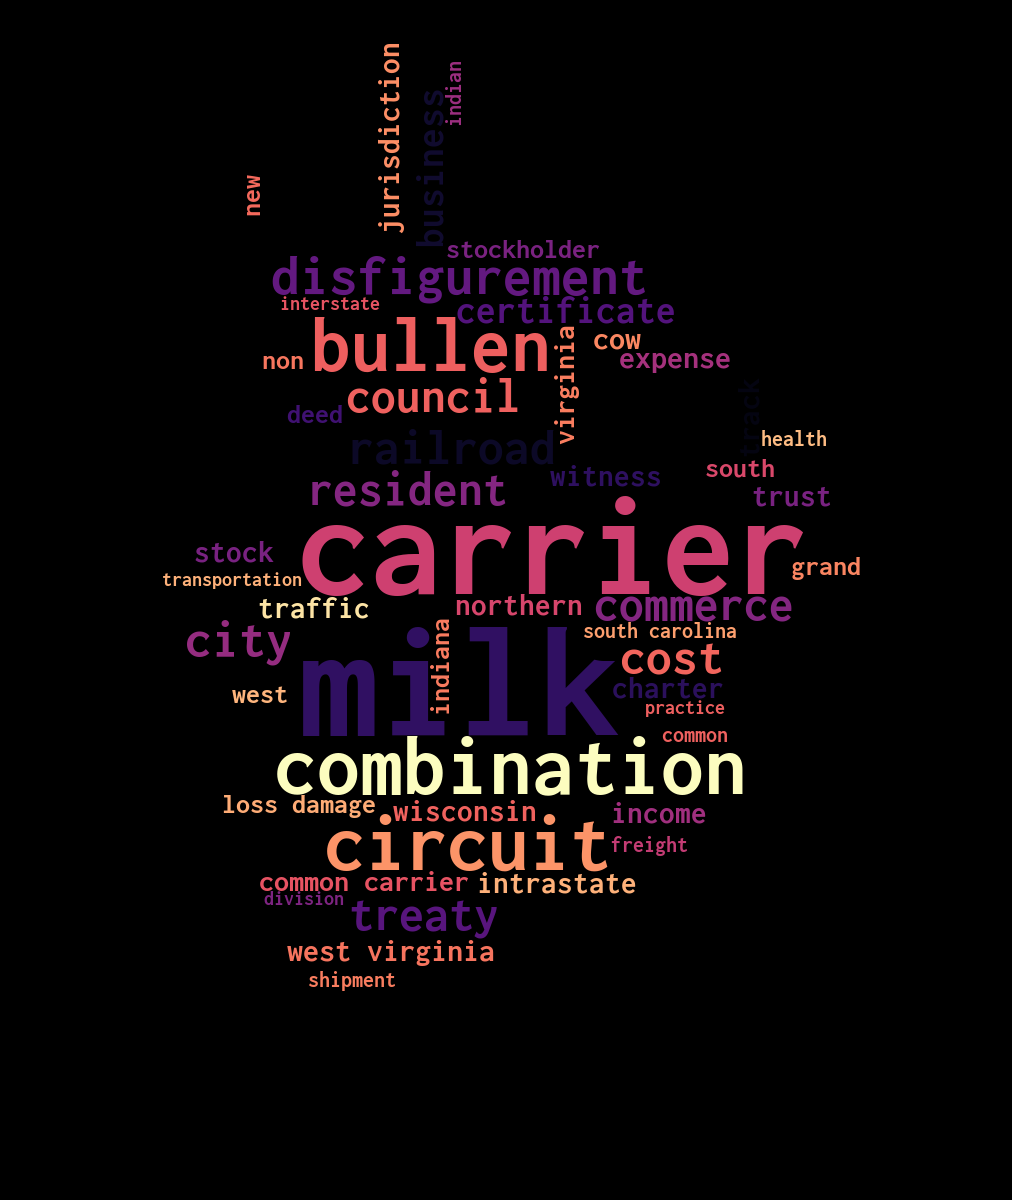 jurisdiction
business
indian
new
stockholder
disfigurement
interstate
certificate
bullen
virginia
cow
non
expense
council
deed
track
railroad
health
witness
south
resident
trust
carrier
stock
grand
transportation
traffic
northern
commerce
city
indiana
south carolina
milk
cost
west
charter
practice
common
combination
loss damage
wisconsin
income
circuit
freight
common carrier
intrastate
division
treaty
west virginia
shipment